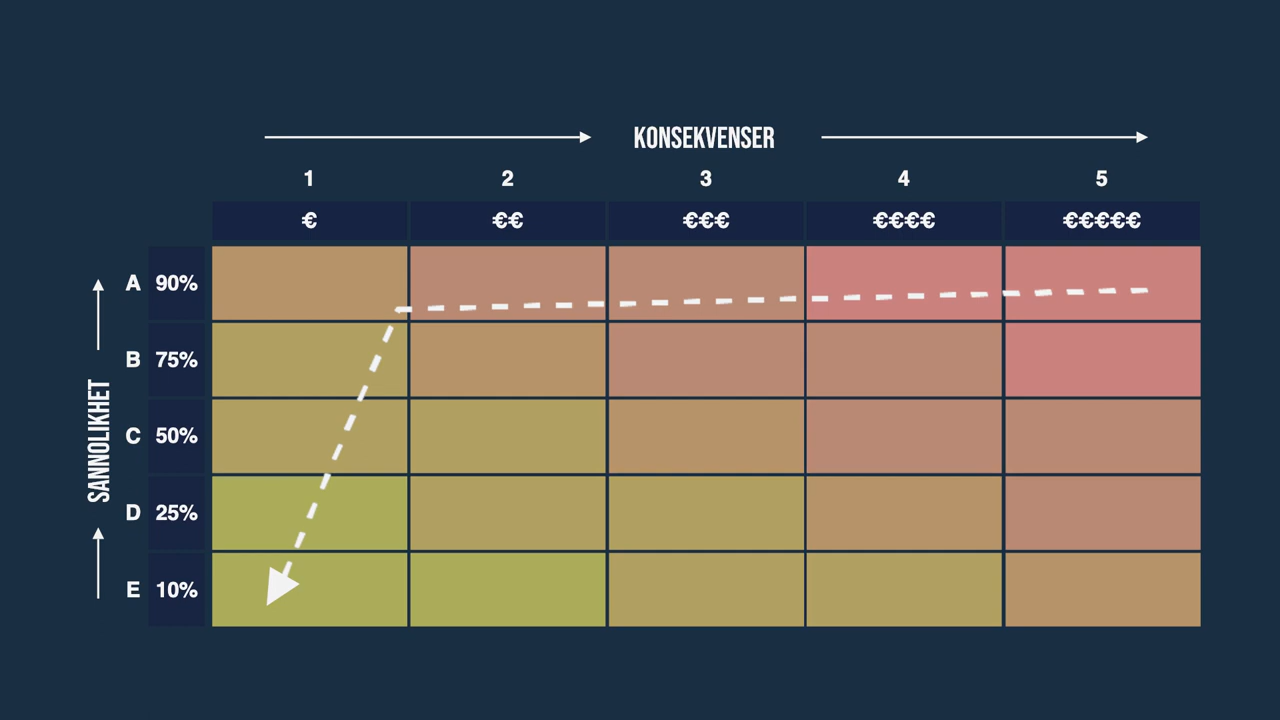 KONSEKVENSER
1 2 3 4 5
€ €€ €€€ €€€€ €€€€€
A 90%
B 75%
C 50%
D 25%
E 10%
SANNOLIKHET